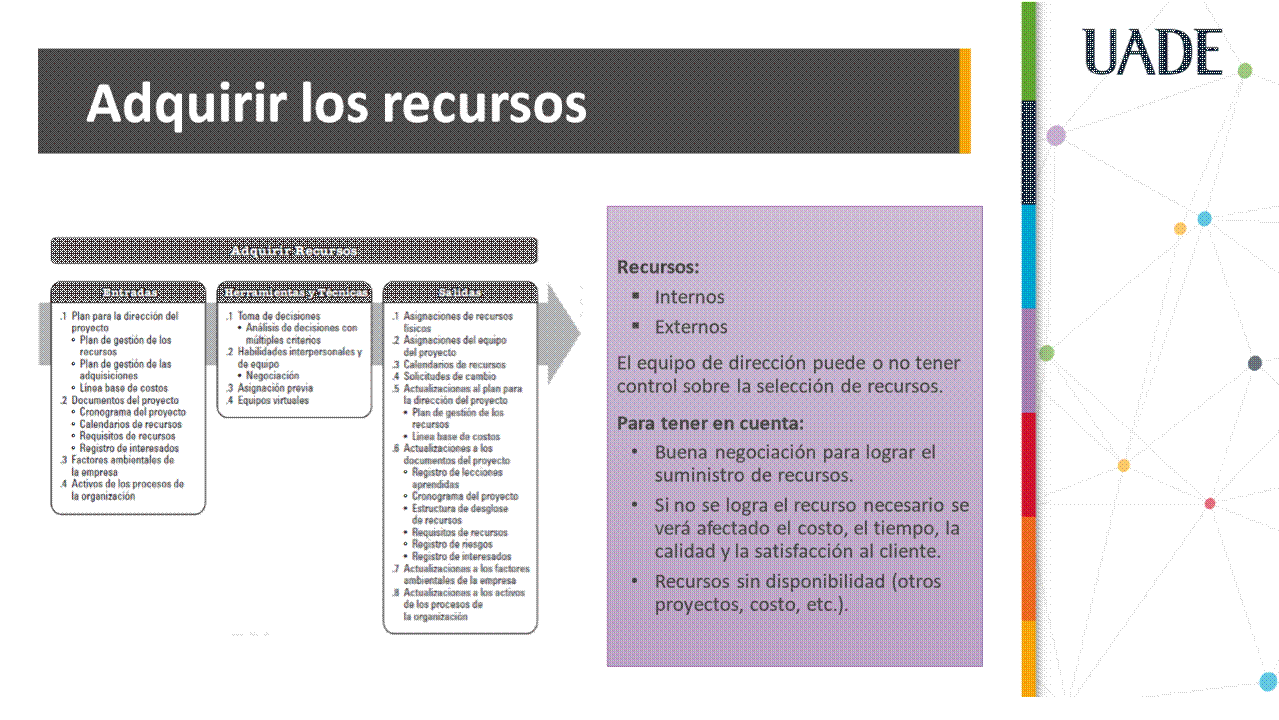 UADE
Adquirir los recursos
Adquirir Recursos
Entradas
.1 Plan para la dirección del
proyecto
• Plan de gestión de los
recursos
• Plan de gestión de las
adquisiciones
• Línea base de costos
.2 Documentos del proyecto
• Cronograma del proyecto
• Calendarios de recursos
• Requisitos de recursos
• Registro de interesados
.3 Factores ambientales de
la empresa
.4 Activos de los procesos de
la organización
Herramientas y Técnicas
.1 Toma de decisiones
• Análisis de decisiones con
múltiples criterios
.2 Habilidades interpersonales y
de equipo
• Negociación
.3 Asignación previa
.4 Equipos virtuales
Salidas
.1 Asignaciones de recursos
físicos
.2 Asignaciones del equipo
del proyecto
.3 Calendarios de recursos
.4 Solicitudes de cambio
.5 Actualizaciones al plan para
la dirección del proyecto
• Plan de gestión de los
recursos
• Línea base de costos
.6 Actualizaciones a los
documentos del proyecto
• Registro de lecciones
aprendidas
• Cronograma del proyecto
• Estructura de desglose
de recursos
• Requisitos de recursos
• Registro de riesgos
• Registro de interesados
.7 Actualizaciones a los factores
ambientales de la empresa
.8 Actualizaciones a los activos
de los procesos de
la organización
Recursos:
▪ Internos
▪ Externos
El equipo de dirección puede o no tener
control sobre la selección de recursos.
Para tener en cuenta:
• Buena negociación para lograr el
suministro de recursos.
• Si no se logra el recurso necesario se
verá afectado el costo, el tiempo, la
calidad y la satisfacción al cliente.
• Recursos sin disponibilidad (otros
proyectos, costo, etc.).